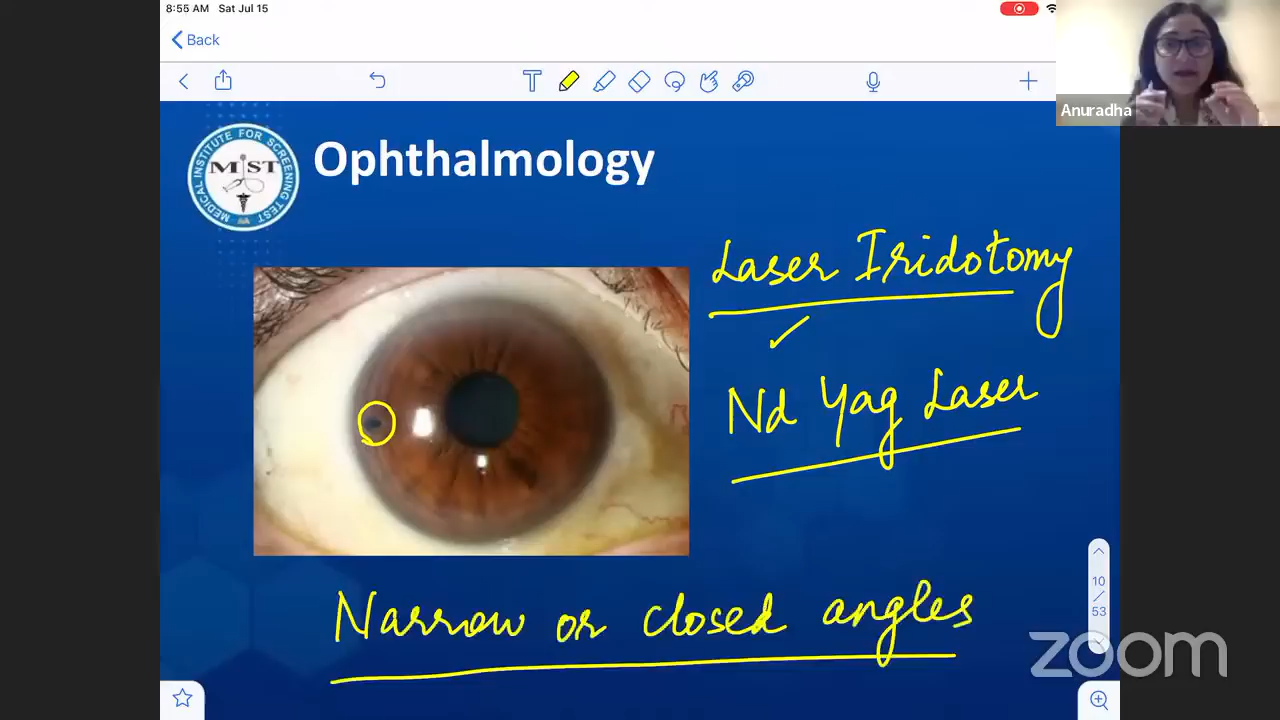 8:55 AM Sat Jul 15
Back
Anuradha
MEDICAL INSTITUTE FOR SCREENING TEST
MIST
Ophthalmology
Laser Iridotomy
Nd Yag Laser
Narrow or closed angles
10
/
53
zoom